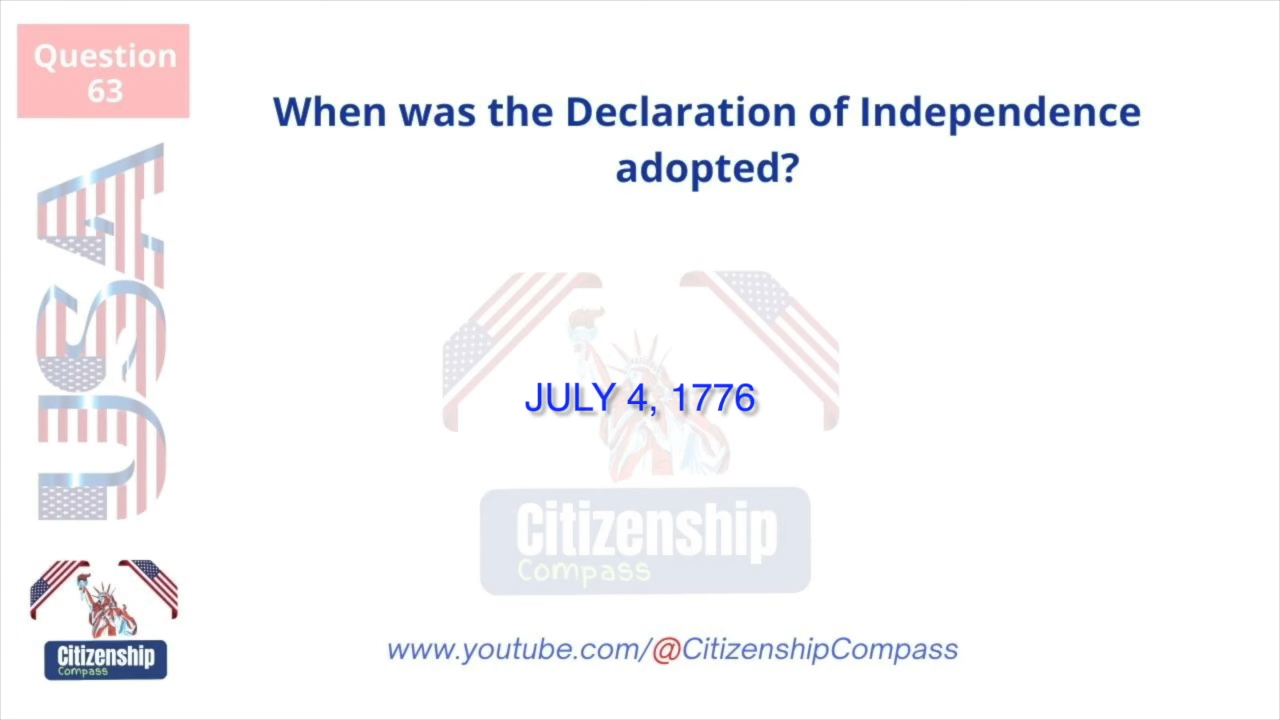 Question
63
When was the Declaration of Independence
adopted?
USA
JULY 4, 1776
Citizenship
Compass
www.youtube.com/@CitizenshipCompass
Citizenship
Compass